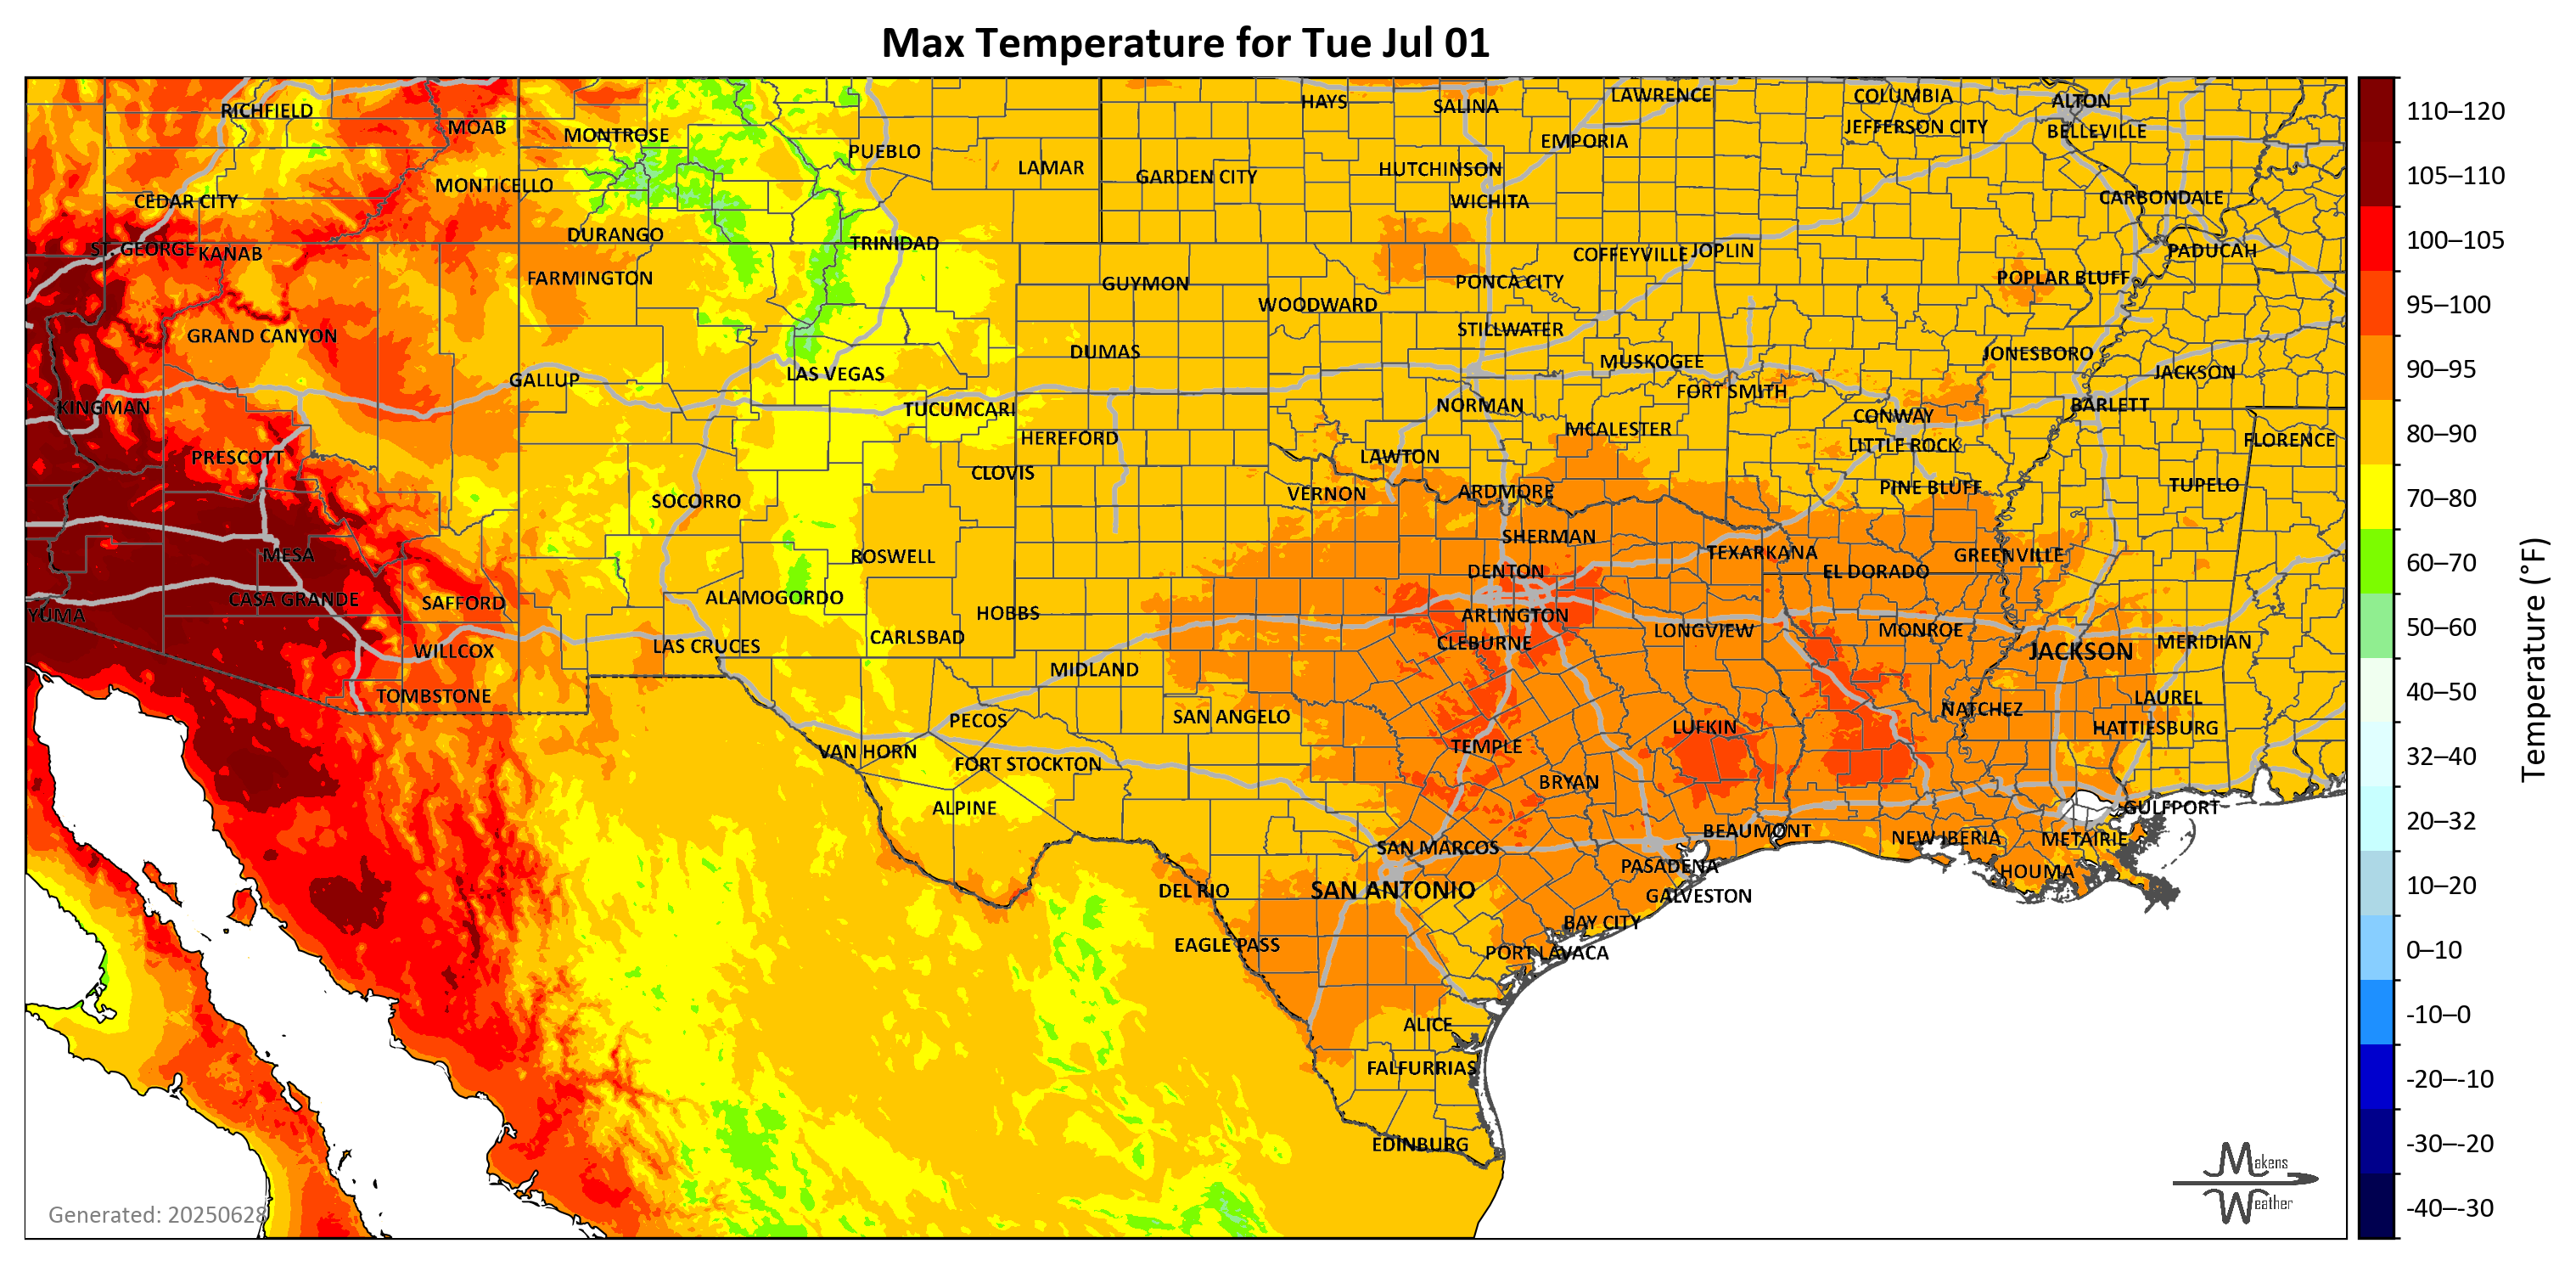 Max Temperature for Tue Jul 01
RICHFIELD
MOAB
MONTROSE
PUEBLO
LAMAR
HAYS
SALINA
LAWRENCE
COLUMBIA
ALTON
GARDEN CITY
HUTCHINSON
EMPORIA
JEFFERSON CITY
BELLEVILLE
CEDAR CITY
MONTICELLO
WICHITA
CARBONDALE
ST. GEORGE
KANAB
DURANGO
TRINIDAD
COFFEYVILLE
JOPLIN
PADUCAH
FARMINGTON
GUYMON
WOODWARD
PONCA CITY
POPLAR BLUFF
GRAND CANYON
DUMAS
STILLWATER
MUSKOGEE
JONESBORO
GALLUP
LAS VEGAS
FORT SMITH
JACKSON
KINGMAN
TUCUMCARI
NORMAN
CONWAY
BARLETT
PRESCOTT
HEREFORD
MCALESTER
LITTLE ROCK
FLORENCE
SOCORRO
CLOVIS
LAWTON
VERNON
ARDMORE
PINE BLUFF
TUPELO
MESA
ROSWELL
SHERMAN
TEXARKANA
GREENVILLE
CASA GRANDE
SAFFORD
ALAMOGORDO
DENTON
EL DORADO
YUMA
HOBBS
ARLINGTON
WILLCOX
LAS CRUCES
CARLSBAD
CLEBURNE
LONGVIEW
MONROE
JACKSON
MERIDIAN
TOMBSTONE
MIDLAND
PECOS
SAN ANGELO
NATCHEZ
LAUREL
VAN HORN
FORT STOCKTON
TEMPLE
LUFKIN
HATTIESBURG
ALPINE
BRYAN
GULFPORT
SAN MARCOS
BEAUMONT
NEW IBERIA
METAIRIE
DEL RIO
SAN ANTONIO
PASADENA
HOUMA
GALVESTON
EAGLE PASS
BAY CITY
PORT LAVACA
ALICE
FALFURRIAS
EDINBURG
Generated: 20250628
Makens
Weather
110–120
105–110
100–105
95–100
90–95
80–90
70–80
60–70
50–60
40–50
32–40
20–32
10–20
0–10
-10–0
-20–-10
-30–-20
-40–-30
Temperature (°F)